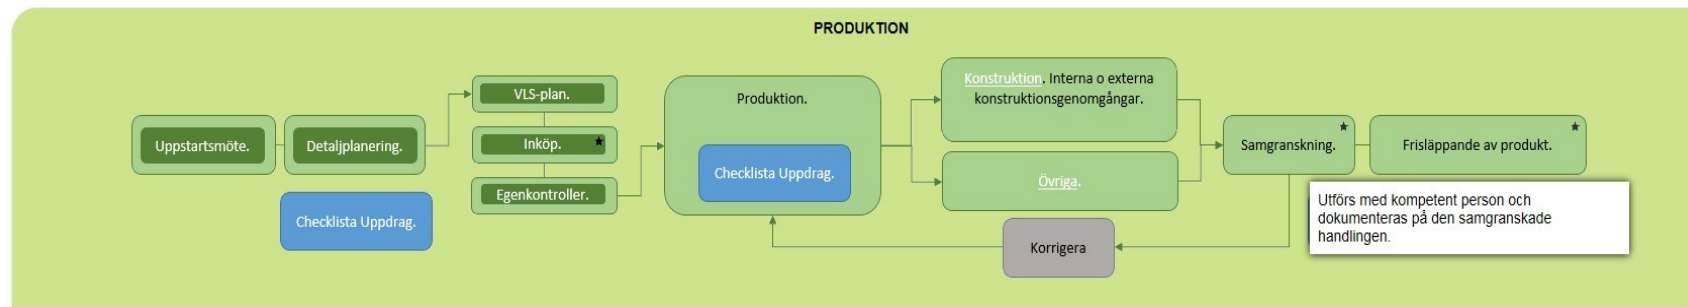 PRODUKTION
Uppstartsmöte.
Detaljplanering.
Checklista Uppdrag.
VLS-plan.
Inköp.
Egenkontroller.
Produktion.
Checklista Uppdrag.
Konstruktion. Interna o externa
konstruktionsgenomgångar.
Övriga.
Korrigera
Samgranskning.
Frisläppande av produkt.
Utförs med kompetent person och
dokumenteras på den samgranskade
handlingen.